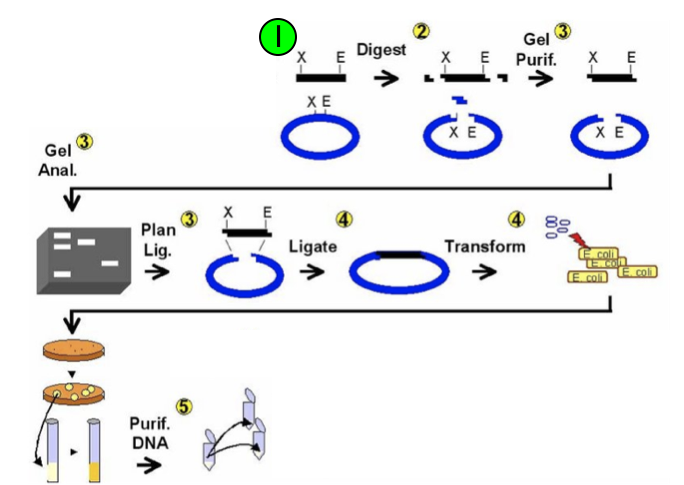 I
X E
Digest
2
X E
Gel
Purif.
3
X E
X E
X E
X E
Gel
Anal.
3
Plan
Lig.
3
X E
Ligate
4
Transform
4
E. coli
E. coli
E. coli
E. coli
Purif.
DNA
5